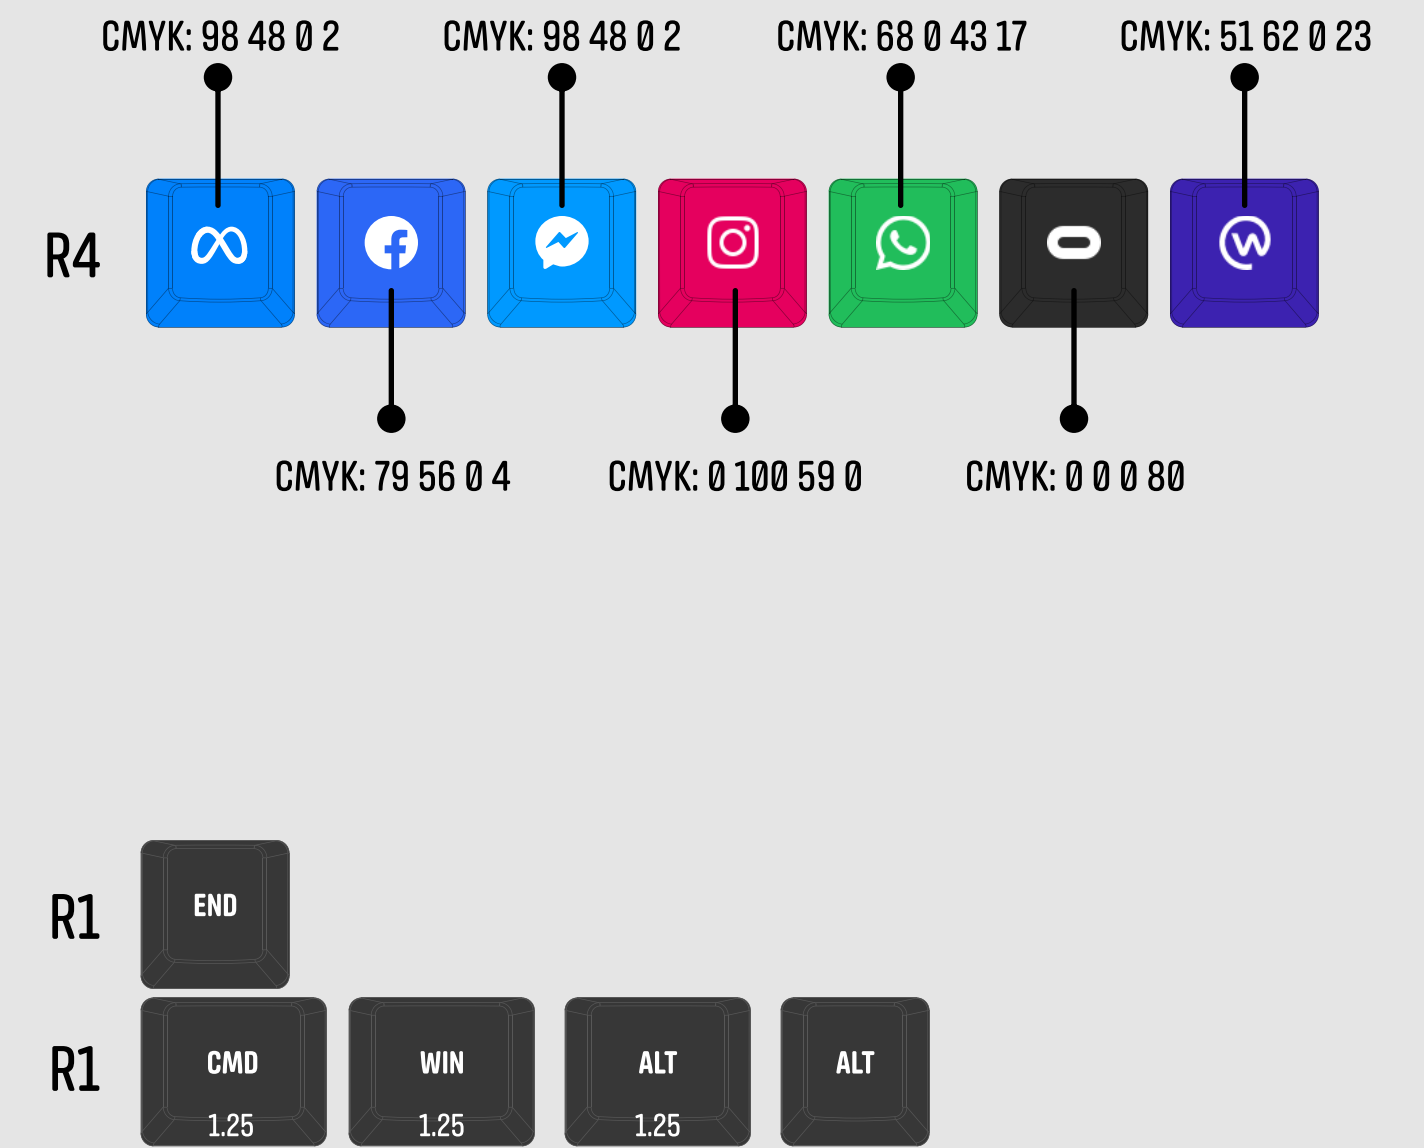 CMYK: 98 48 0 2 CMYK: 98 48 0 2 CMYK: 68 0 43 17 CMYK: 51 62 0 23
R4
CMYK: 79 56 0 4 CMYK: 0 100 59 0 CMYK: 0 0 0 80
R1 END
R1 CMD WIN ALT ALT
1.25 1.25 1.25